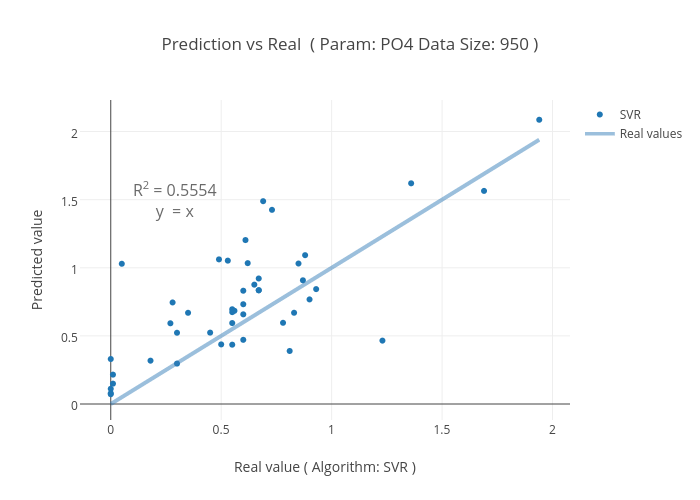 Prediction vs Real  ( Param: PO4 Data Size: 950 )
SVR
Real values
R² = 0.5554
y  = x
Predicted value
2
1.5
1
0.5
0
0
0.5
1
1.5
2
Real value ( Algorithm: SVR )